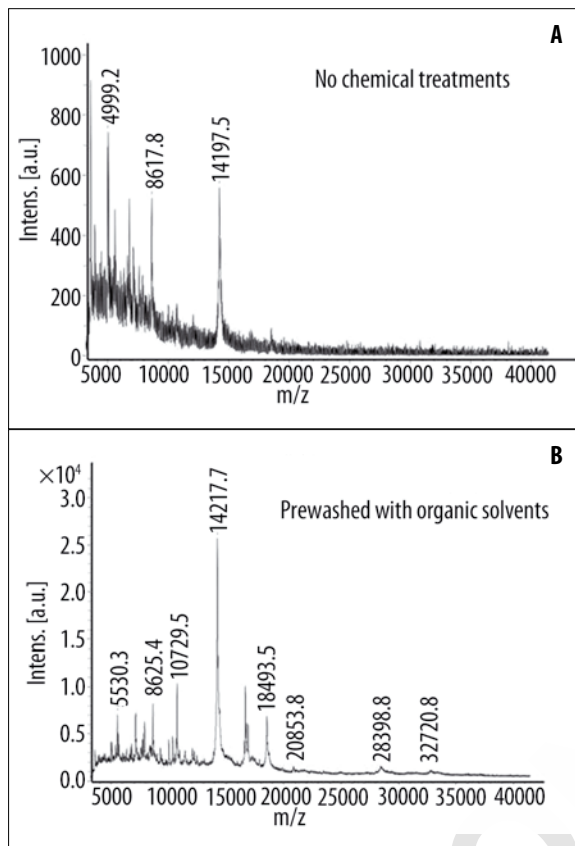 A
No chemical treatments
1000
800
600
400
200
0
Intens. [a.u.]
4999.2
8617.8
14197.5
5000 10000 15000 20000 25000 30000 35000 40000
m/z
B
Prewashed with organic solvents
×10⁴
3.0
2.5
2.0
1.5
1.0
0.5
0.0
Intens. [a.u.]
5530.3
8625.4
10729.5
14217.7
18493.5
20853.8
28398.8
32720.8
5000 10000 15000 20000 25000 30000 35000 40000
m/z